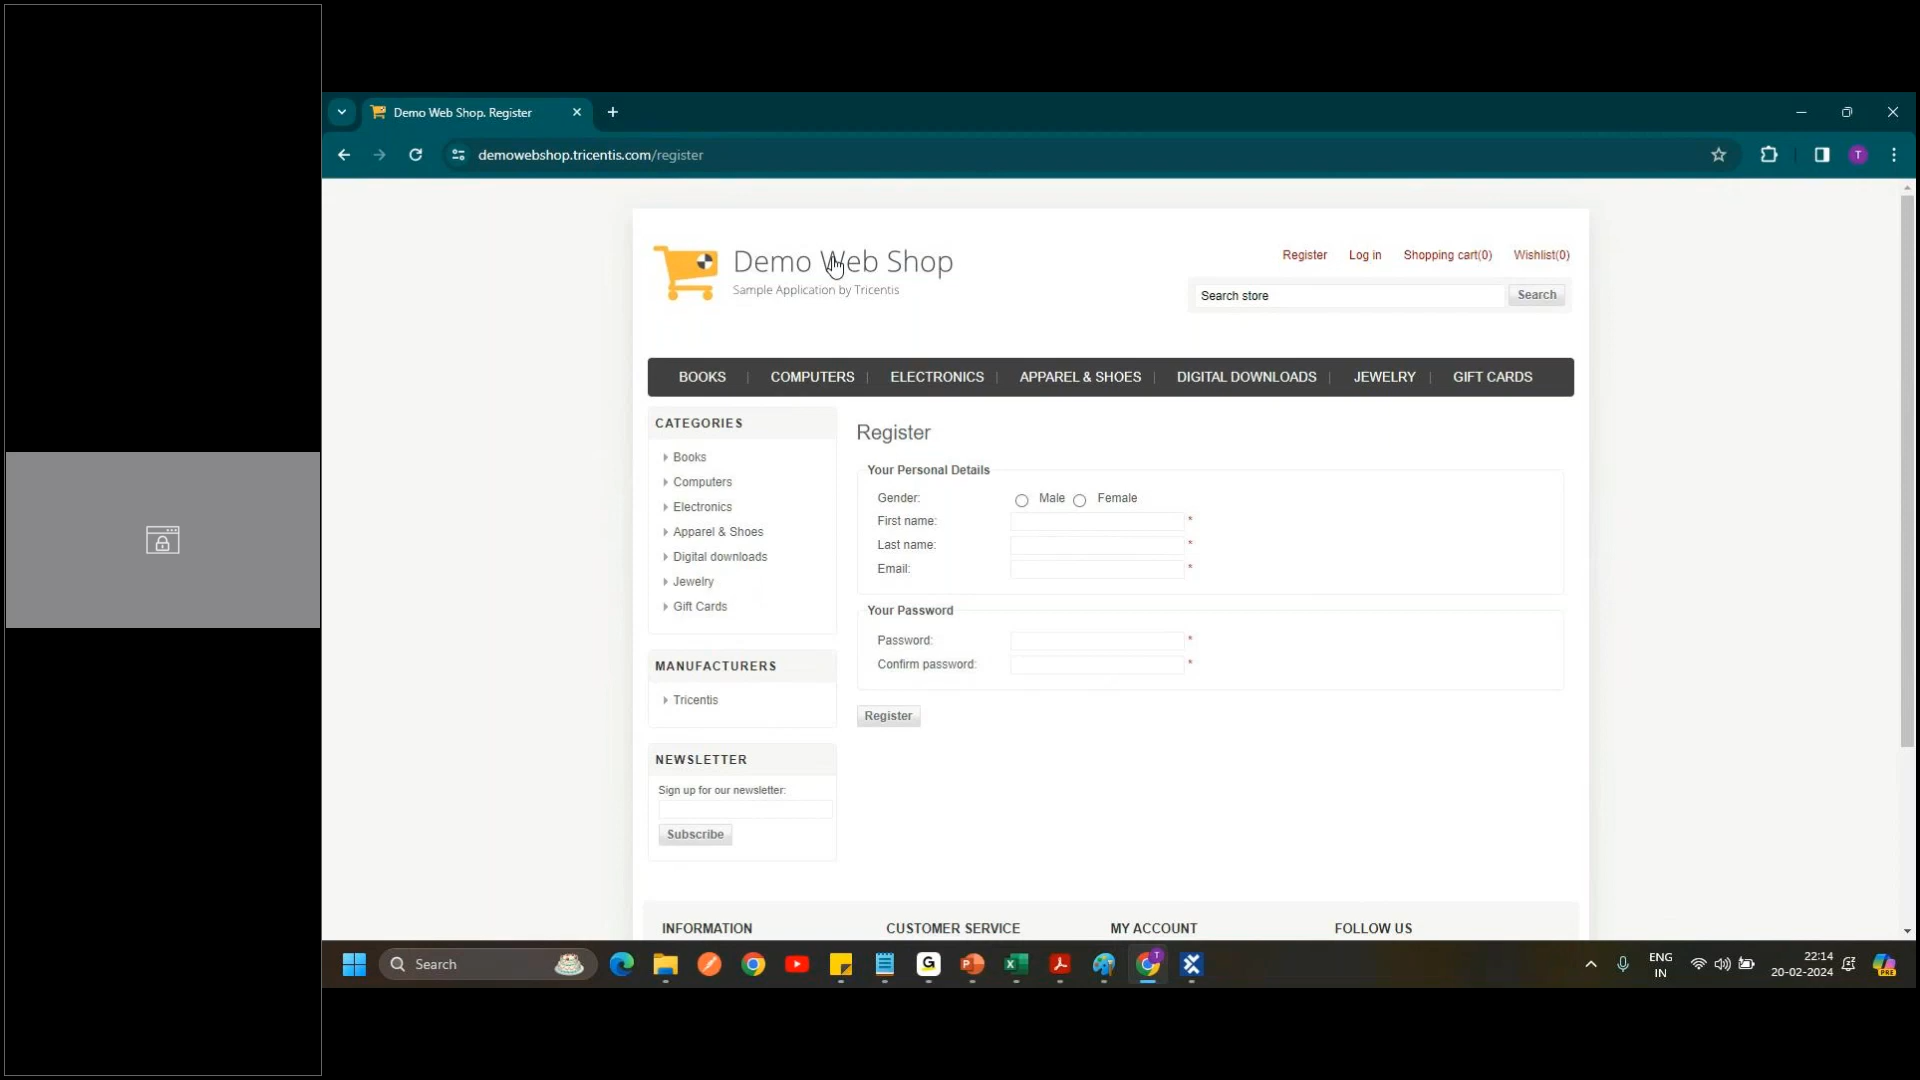 Demo Web Shop. Register
demowebshop.tricentis.com/register
T
Demo Web Shop
Sample Application by Tricentis
Register Log in Shopping cart(0) Wishlist(0)
Search store Search
BOOKS | COMPUTERS | ELECTRONICS | APPAREL & SHOES | DIGITAL DOWNLOADS | JEWELRY | GIFT CARDS
CATEGORIES
Books
Computers
Electronics
Apparel & Shoes
Digital downloads
Jewelry
Gift Cards
MANUFACTURERS
Tricentis
NEWSLETTER
Sign up for our newsletter:
Subscribe
Register
Your Personal Details
Gender: Male Female
First name: *
Last name: *
Email: *
Your Password
Password: *
Confirm password: *
Register
INFORMATION CUSTOMER SERVICE MY ACCOUNT FOLLOW US
Search
ENG
IN
22:14
20-02-2024
PRE